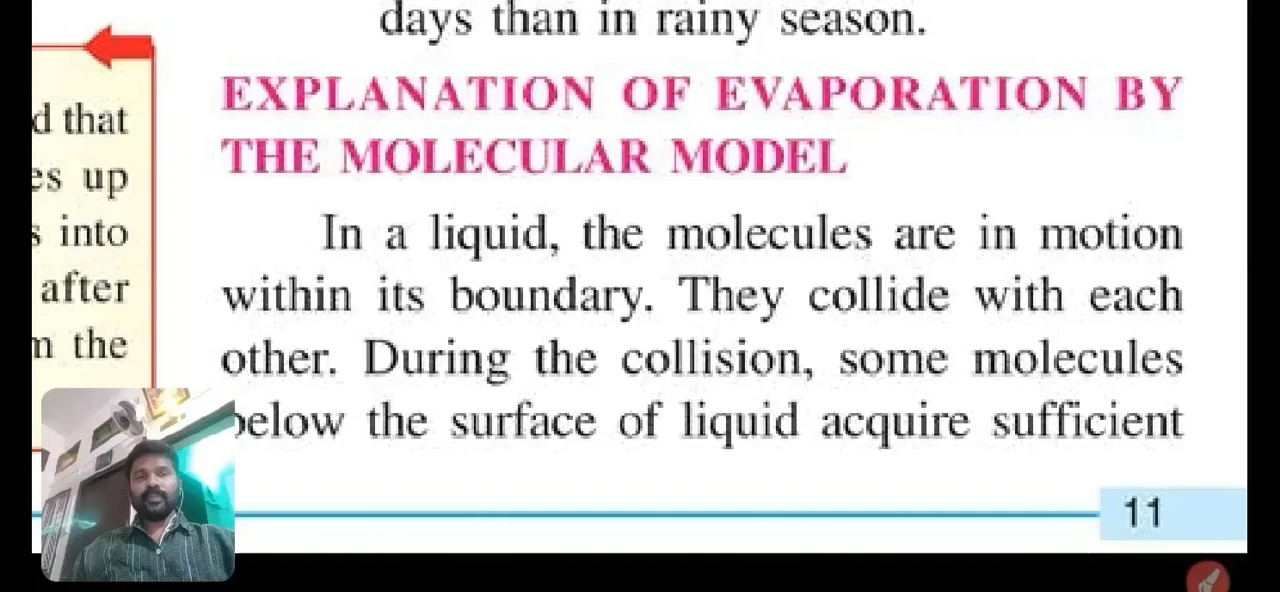 days than in rainy season.
d that
es up
s into
after
the
EXPLANATION OF EVAPORATION BY
THE MOLECULAR MODEL
In a liquid, the molecules are in motion
within its boundary. They collide with each
other. During the collision, some molecules
below the surface of liquid acquire sufficient
11